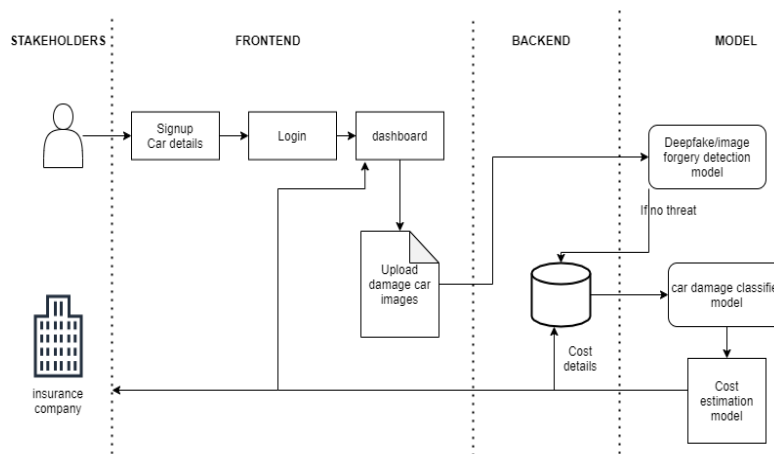 STAKEHOLDERS
FRONTEND
BACKEND
MODEL
Signup
Car details
Login
dashboard
Deepfake/image
forgery detection
model
If no threat
Upload
damage car
images
car damage classifie
model
Cost
details
insurance
company
Cost
estimation
model